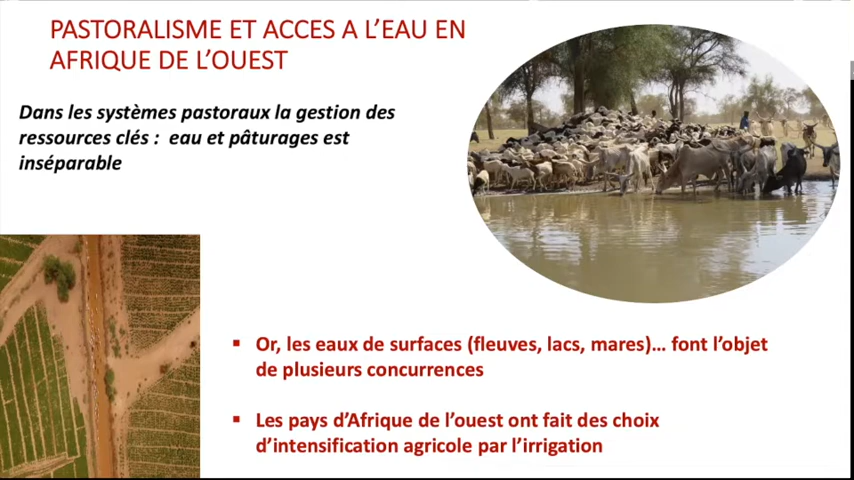 PASTORALISME ET ACCES A L’EAU EN
AFRIQUE DE L’OUEST
Dans les systèmes pastoraux la gestion des
ressources clés : eau et pâturages est
inséparable
▪ Or, les eaux de surfaces (fleuves, lacs, mares)... font l’objet
de plusieurs concurrences
▪ Les pays d’Afrique de l’ouest ont fait des choix
d’intensification agricole par l’irrigation